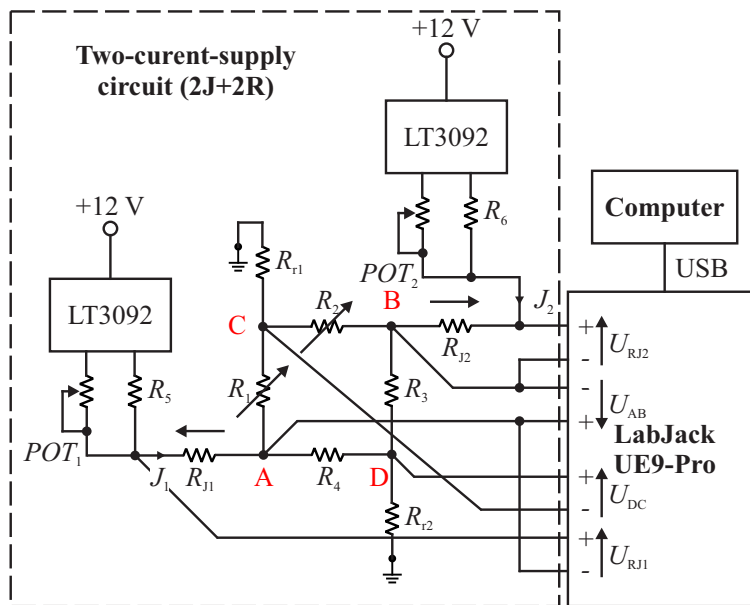 Two-curent-supply
circuit (2J+2R)
+12 V
LT3092
R6
POT2
J2
+12 V
LT3092
R5
POT1
J1
RJ1
Rr1
C
R2
B
RJ2
R1
R3
A
R4
D
Rr2
Computer
USB
+
URJ2
-
-
UAB
+
LabJack
UE9-Pro
+
UDC
-
+
URJ1
-